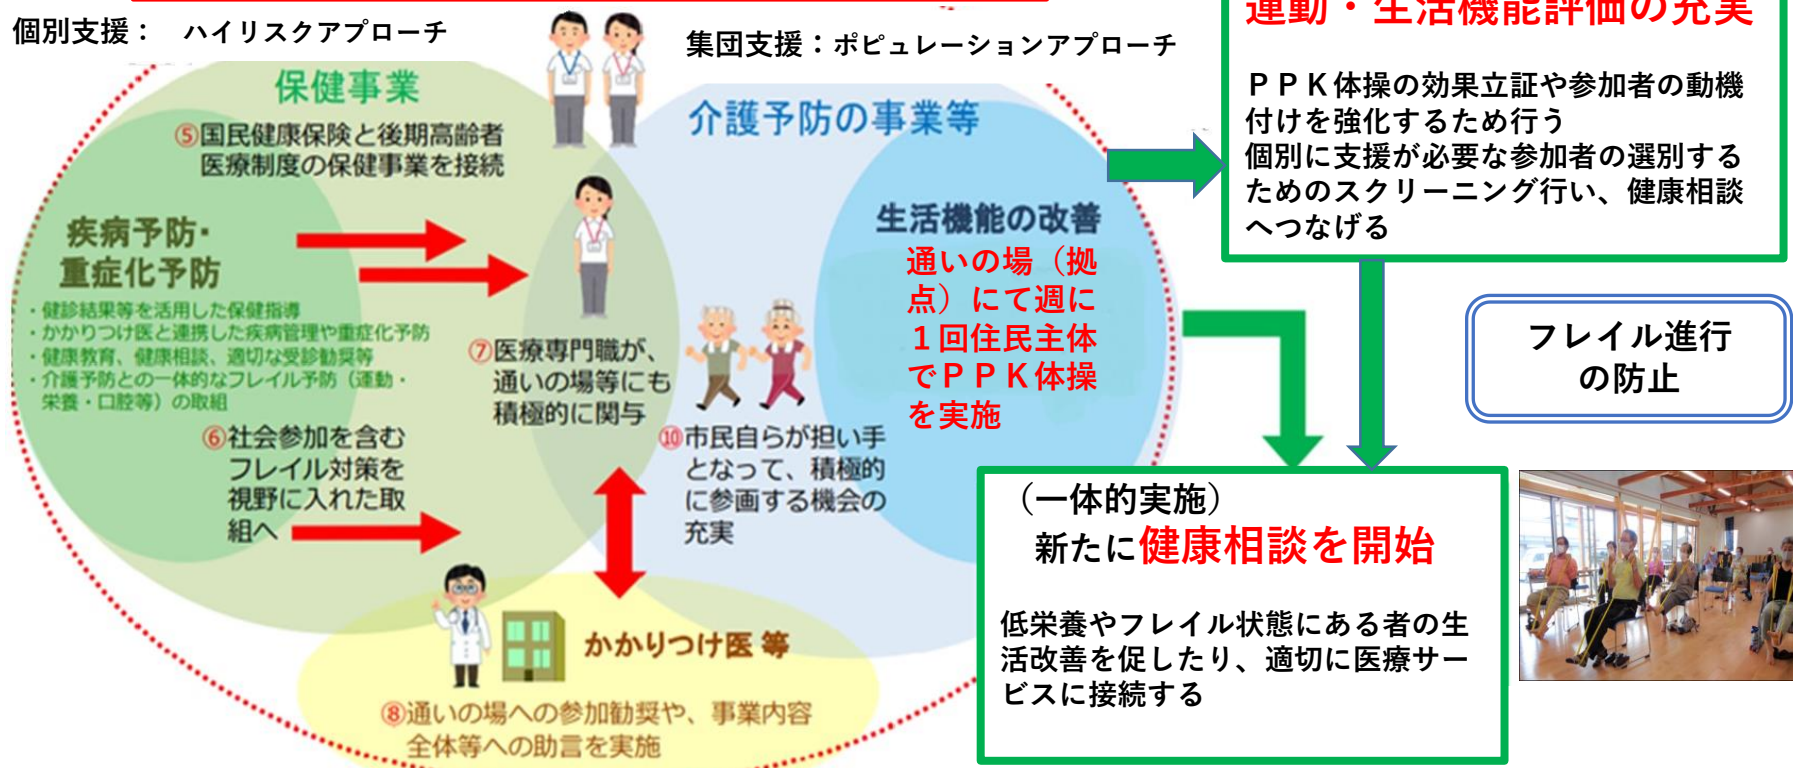 個別支援： ハイリスクアプローチ
集団支援：ポピュレーションアプローチ
保健事業
⑤国民健康保険と後期高齢者
医療制度の保健事業を接続
疾病予防・
重症化予防
・健診結果等を活用した保健指導
・かかりつけ医と連携した疾病管理や重症化予防
・健康教育、健康相談、適切な受診勧奨等
・介護予防との一体的なフレイル予防（運動・
栄養・口腔等）の取組
⑥社会参加を含む
フレイル対策を
視野に入れた取
組へ
⑦医療専門職が、
通いの場等にも
積極的に関与
介護予防の事業等
生活機能の改善
通いの場（拠
点）にて週に
１回住民主体
でＰＰＫ体操
を実施
⑩市民自らが担い手
となって、積極的
に参画する機会の
充実
かかりつけ医 等
⑧通いの場への参加勧奨や、事業内容
全体等への助言を実施
運動・生活機能評価の充実
ＰＰＫ体操の効果立証や参加者の動機
付けを強化するため行う
個別に支援が必要な参加者の選別する
ためのスクリーニング行い、健康相談
へつなげる
フレイル進行
の防止
（一体的実施）
新たに健康相談を開始
低栄養やフレイル状態にある者の生
活改善を促したり、適切に医療サー
ビスに接続する